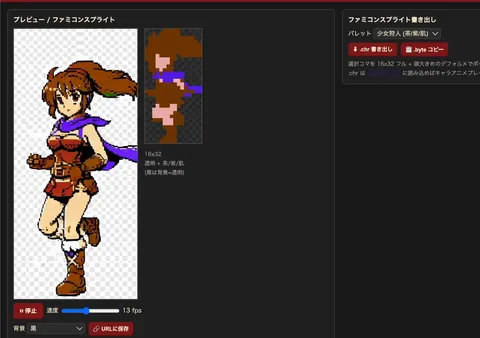 プレビュー / ファミコンスプライト
16x32
透明 + 茶/紫/肌
(黒は背景=透明)
⏸ 停止 速度 13 fps
背景 黒 🔗 URLに保存
ファミコンスプライト書き出し
パレット 少女狩人 (茶/紫/肌)
⬇ .chr 書き出し 📋 .byte コピー
選択コマを 16x32 フル + 頭大きめのデフォルメでポー
.chr は に読み込めばキャラアニメプレ